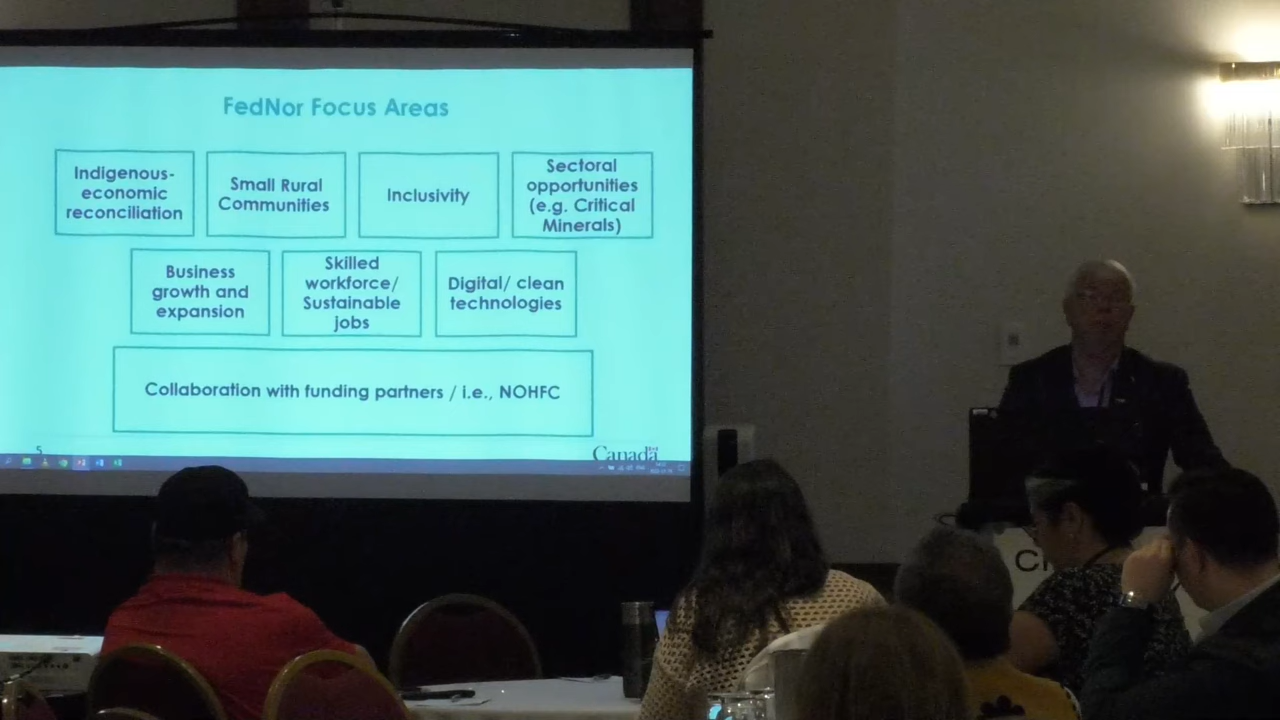 FedNor Focus Areas
Indigenous-
economic
reconciliation
Small Rural
Communities
Inclusivity
Sectoral
opportunities
(e.g. Critical
Minerals)
Business
growth and
expansion
Skilled
workforce/
Sustainable
jobs
Digital/ clean
technologies
Collaboration with funding partners / i.e., NOHFC
5
Canada